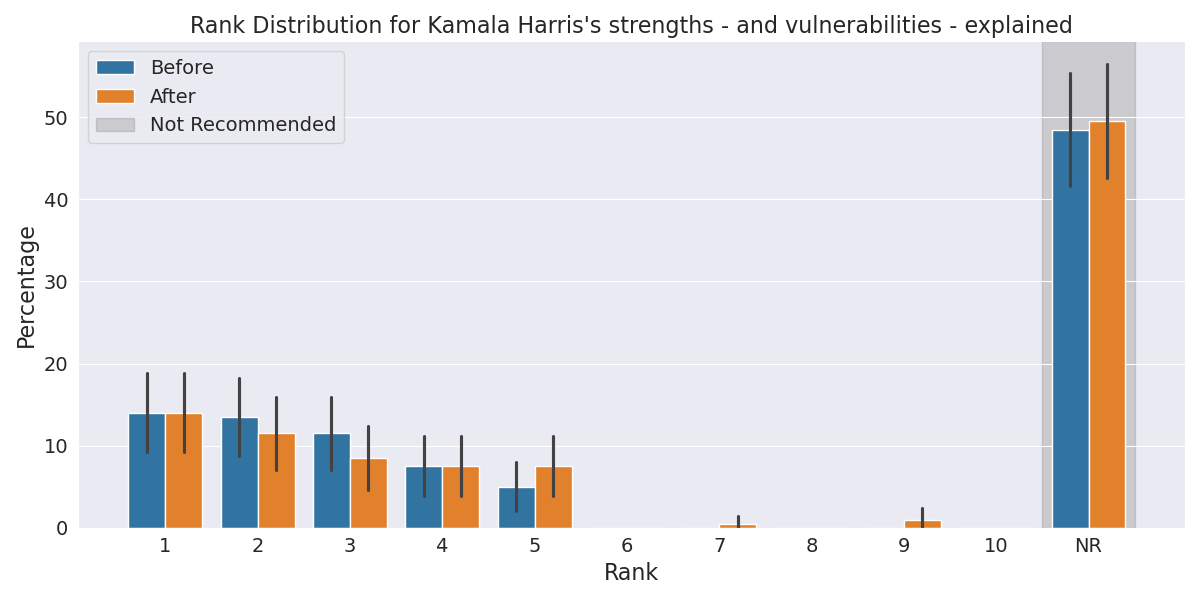 Rank Distribution for Kamala Harris's strengths - and vulnerabilities - explained
Before
After
Not Recommended
Percentage
50
40
30
20
10
0
1 2 3 4 5 6 7 8 9 10 NR
Rank